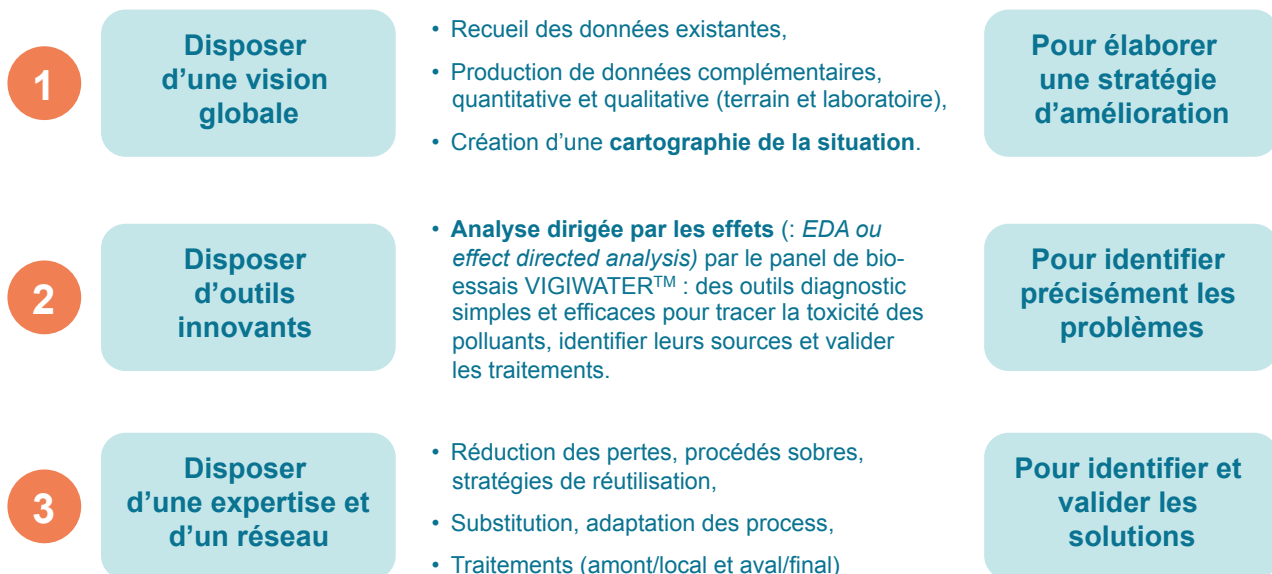 1
Disposer
d’une vision
globale
• Recueil des données existantes,
• Production de données complémentaires,
quantitative et qualitative (terrain et laboratoire),
• Création d’une cartographie de la situation.
Pour élaborer
une stratégie
d’amélioration
2
Disposer
d’outils
innovants
• Analyse dirigée par les effets (: EDA ou
effect directed analysis) par le panel de bio-
essais VIGIWATER™ : des outils diagnostic
simples et efficaces pour tracer la toxicité des
polluants, identifier leurs sources et valider
les traitements.
Pour identifier
précisément les
problèmes
3
Disposer
d’une expertise et
d’un réseau
• Réduction des pertes, procédés sobres,
stratégies de réutilisation,
• Substitution, adaptation des process,
• Traitements (amont/local et aval/final)
Pour identifier et
valider les
solutions